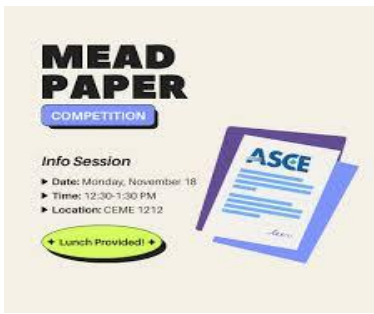 MEAD
PAPER
COMPETITION
Info Session
▸ Date: Monday, November 18
▸ Time: 12:30-1:30 PM
▸ Location: CEME 1212
✦ Lunch Provided! ✦
ASCE